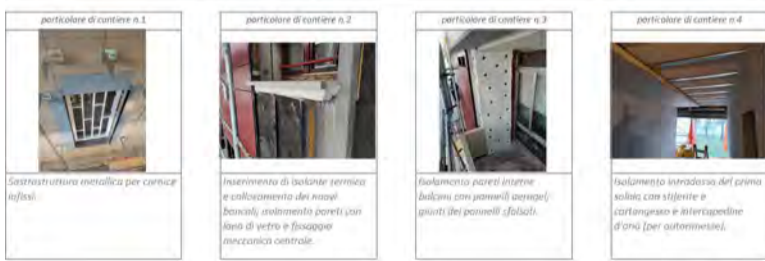 particolare di cantiere n.1
Sottostruttura metallica per cornice
infissi.
particolare di cantiere n.2
Inserimento di isolante termico
e collocamento dei nuovi
bancali; isolamento pareti con
lana di vetro e fissaggio
meccanico centrale.
particolare di cantiere n.3
Isolamento pareti interne
balconi con pannelli aerogel;
giunti dei pannelli sfalsati.
particolare di cantiere n.4
Isolamento intradosso del primo
solaio con stiferite e
cartongesso e intercapedine
d'aria (per autorimesse).